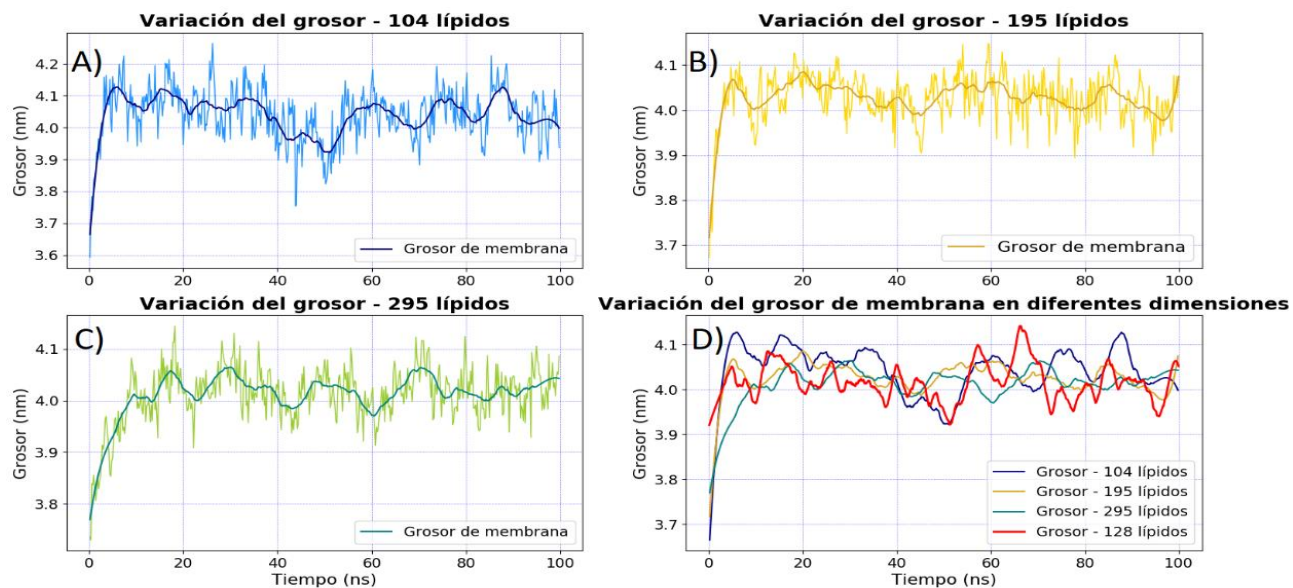 Variación del grosor - 104 lípidos
A)
Grosor (nm)
4.2
4.1
4.0
3.9
3.8
3.7
3.6
0 20 40 60 80 100
Grosor de membrana
Variación del grosor - 195 lípidos
B)
Grosor (nm)
4.1
4.0
3.9
3.8
3.7
0 20 40 60 80 100
Grosor de membrana
Variación del grosor - 295 lípidos
C)
Grosor (nm)
4.1
4.0
3.9
3.8
0 20 40 60 80 100
Tiempo (ns)
Grosor de membrana
Variación del grosor de membrana en diferentes dimensiones
D)
Grosor (nm)
4.1
4.0
3.9
3.8
3.7
0 20 40 60 80 100
Tiempo (ns)
Grosor - 104 lípidos
Grosor - 195 lípidos
Grosor - 295 lípidos
Grosor - 128 lípidos